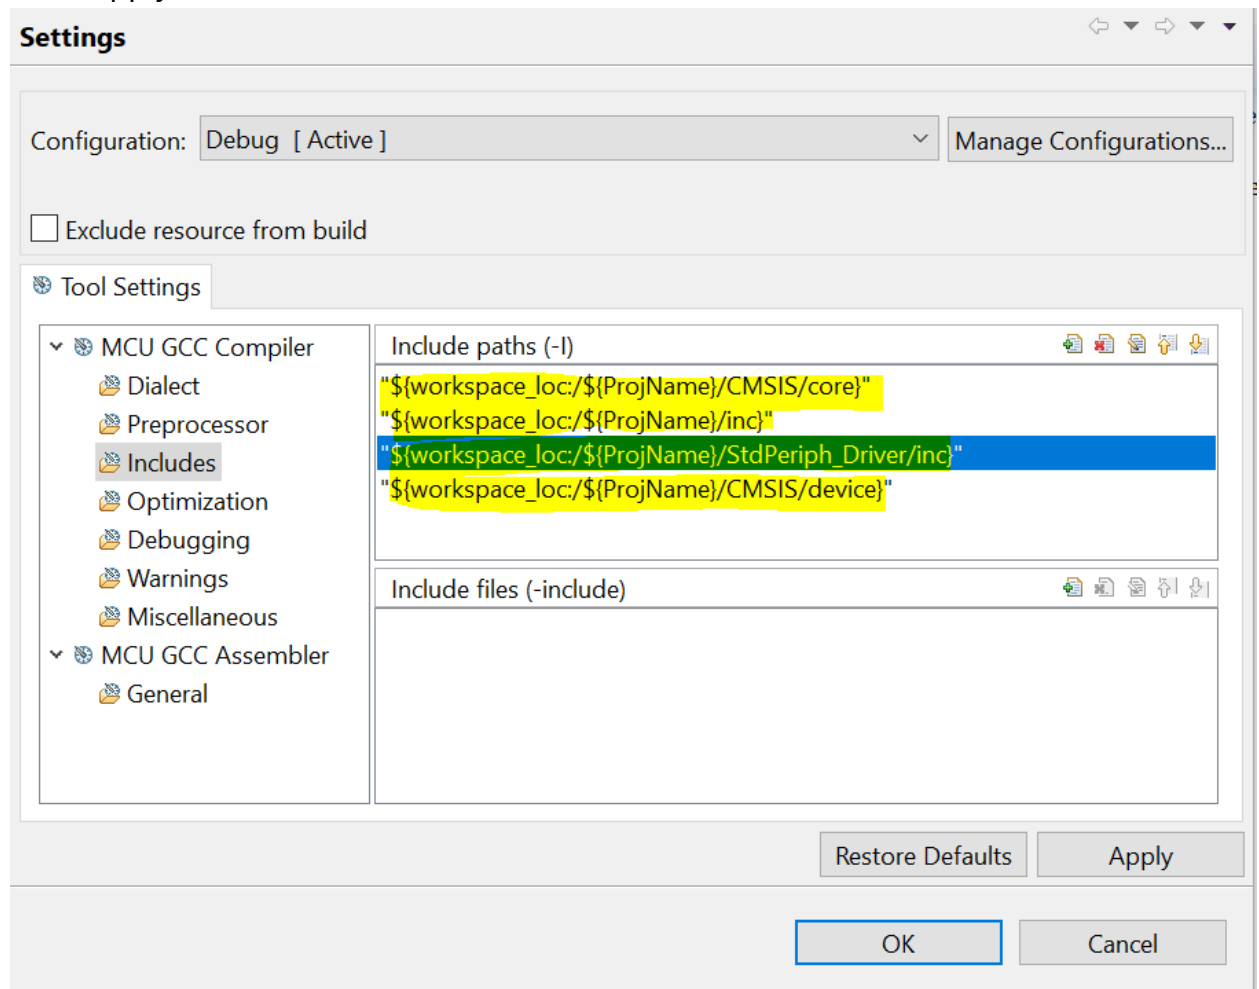 Settings
Configuration: Debug [ Active ] Manage Configurations...
Exclude resource from build
Tool Settings
MCU GCC Compiler
Dialect
Preprocessor
Includes
Optimization
Debugging
Warnings
Miscellaneous
MCU GCC Assembler
General
Include paths (-I)
"${workspace_loc:/${ProjName}/CMSIS/core}"
"${workspace_loc:/${ProjName}/inc}"
"${workspace_loc:/${ProjName}/StdPeriph_Driver/inc}"
"${workspace_loc:/${ProjName}/CMSIS/device}"
Include files (-include)
Restore Defaults Apply
OK Cancel